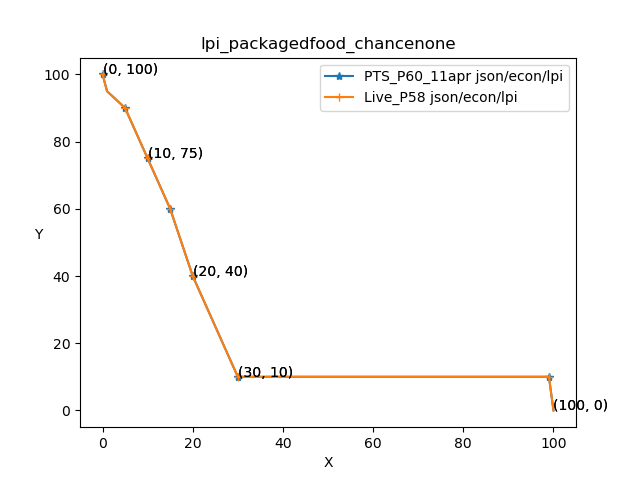 lpi_packagedfood_chancenone
PTS_P60_11apr json/econ/lpi
Live_P58 json/econ/lpi
(0, 100)
(10, 75)
(20, 40)
(30, 10)
(100, 0)
100
80
60
40
20
0
Y
0 20 40 60 80 100
X